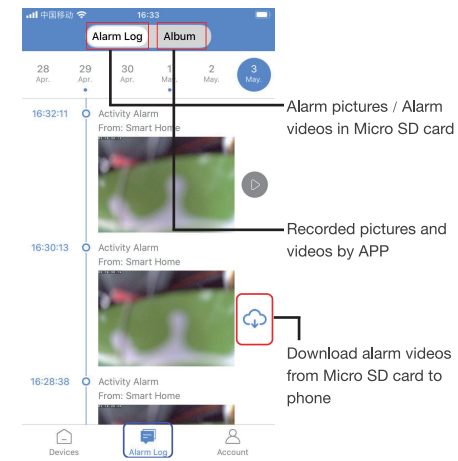 中国移动 16:33
Alarm Log Album
28 29 30 1 2 3
Apr. Apr. Apr. May. May. May.
16:32:11 Activity Alarm
From: Smart Home
Alarm pictures / Alarm
videos in Micro SD card
Recorded pictures and
videos by APP
16:30:13 Activity Alarm
From: Smart Home
Download alarm videos
from Micro SD card to
phone
16:28:38 Activity Alarm
From: Smart Home
Devices Alarm Log Account